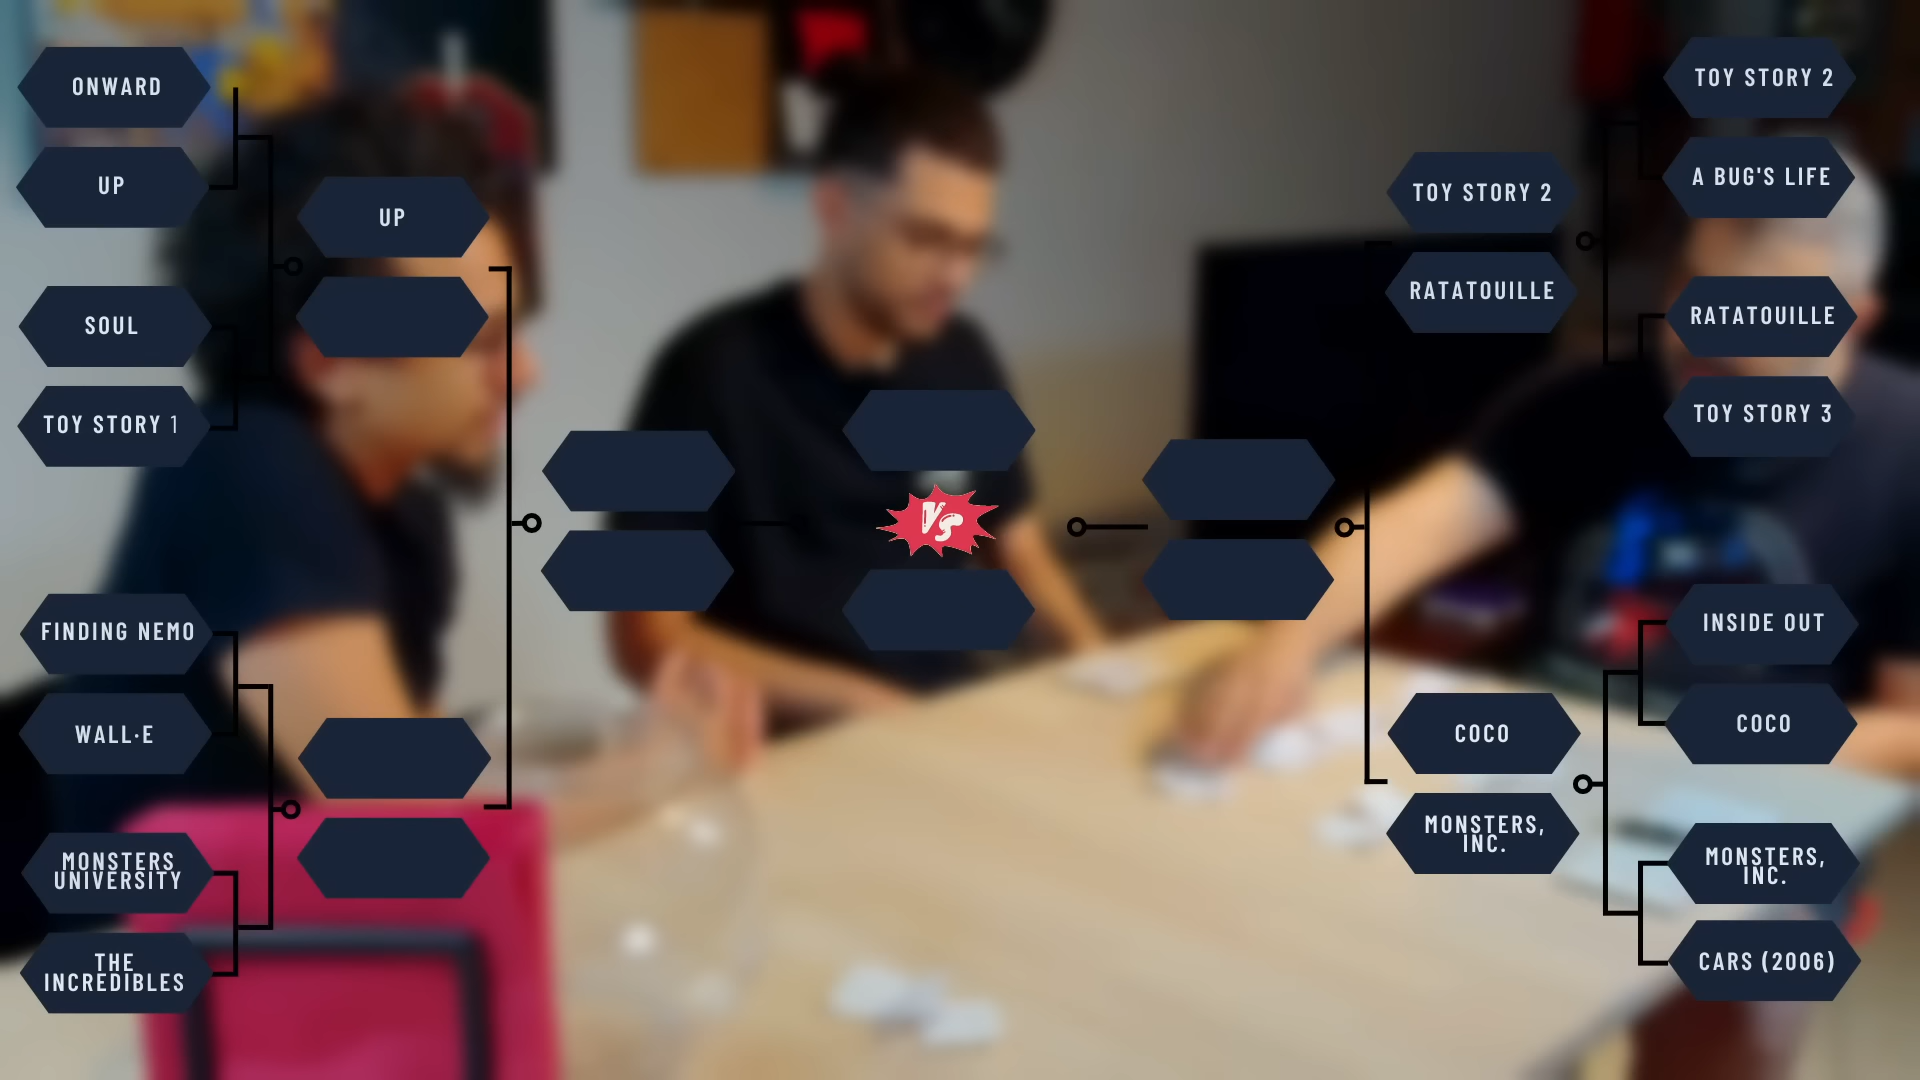 ONWARD
UP
SOUL
TOY STORY 1
FINDING NEMO
WALL·E
MONSTERS
UNIVERSITY
THE
INCREDIBLES
UP
VS
TOY STORY 2
RATATOUILLE
COCO
MONSTERS,
INC.
TOY STORY 2
A BUG'S LIFE
RATATOUILLE
TOY STORY 3
INSIDE OUT
COCO
MONSTERS,
INC.
CARS (2006)